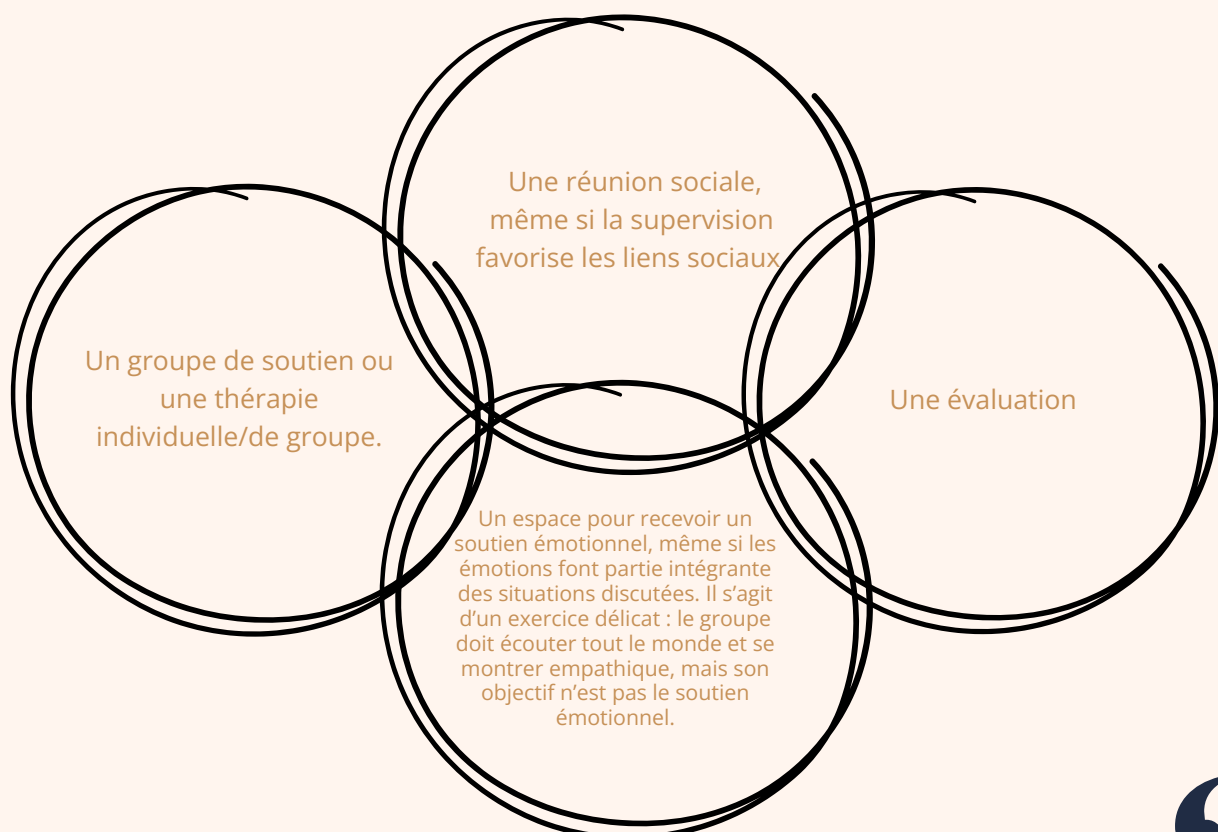 Une réunion sociale,
même si la supervision
favorise les liens sociaux.
Un groupe de soutien ou
une thérapie
individuelle/de groupe.
Une évaluation
Un espace pour recevoir un
soutien émotionnel, même si les
émotions font partie intégrante
des situations discutées. Il s’agit
d’un exercice délicat : le groupe
doit écouter tout le monde et se
montrer empathique, mais son
objectif n’est pas le soutien
émotionnel.